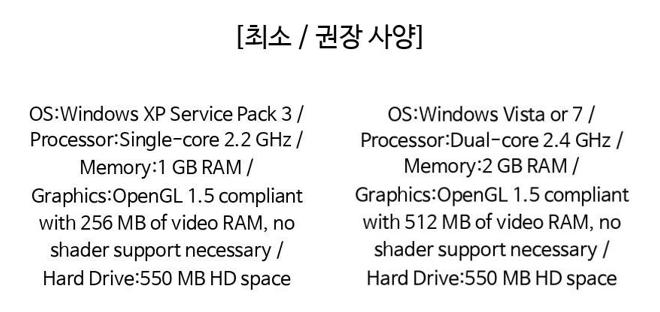 [최소 / 권장 사양]
OS:Windows XP Service Pack 3 /
Processor:Single-core 2.2 GHz /
Memory:1 GB RAM /
Graphics:OpenGL 1.5 compliant
with 256 MB of video RAM, no
shader support necessary /
Hard Drive:550 MB HD space
OS:Windows Vista or 7 /
Processor:Dual-core 2.4 GHz /
Memory:2 GB RAM /
Graphics:OpenGL 1.5 compliant
with 512 MB of video RAM, no
shader support necessary /
Hard Drive:550 MB HD space